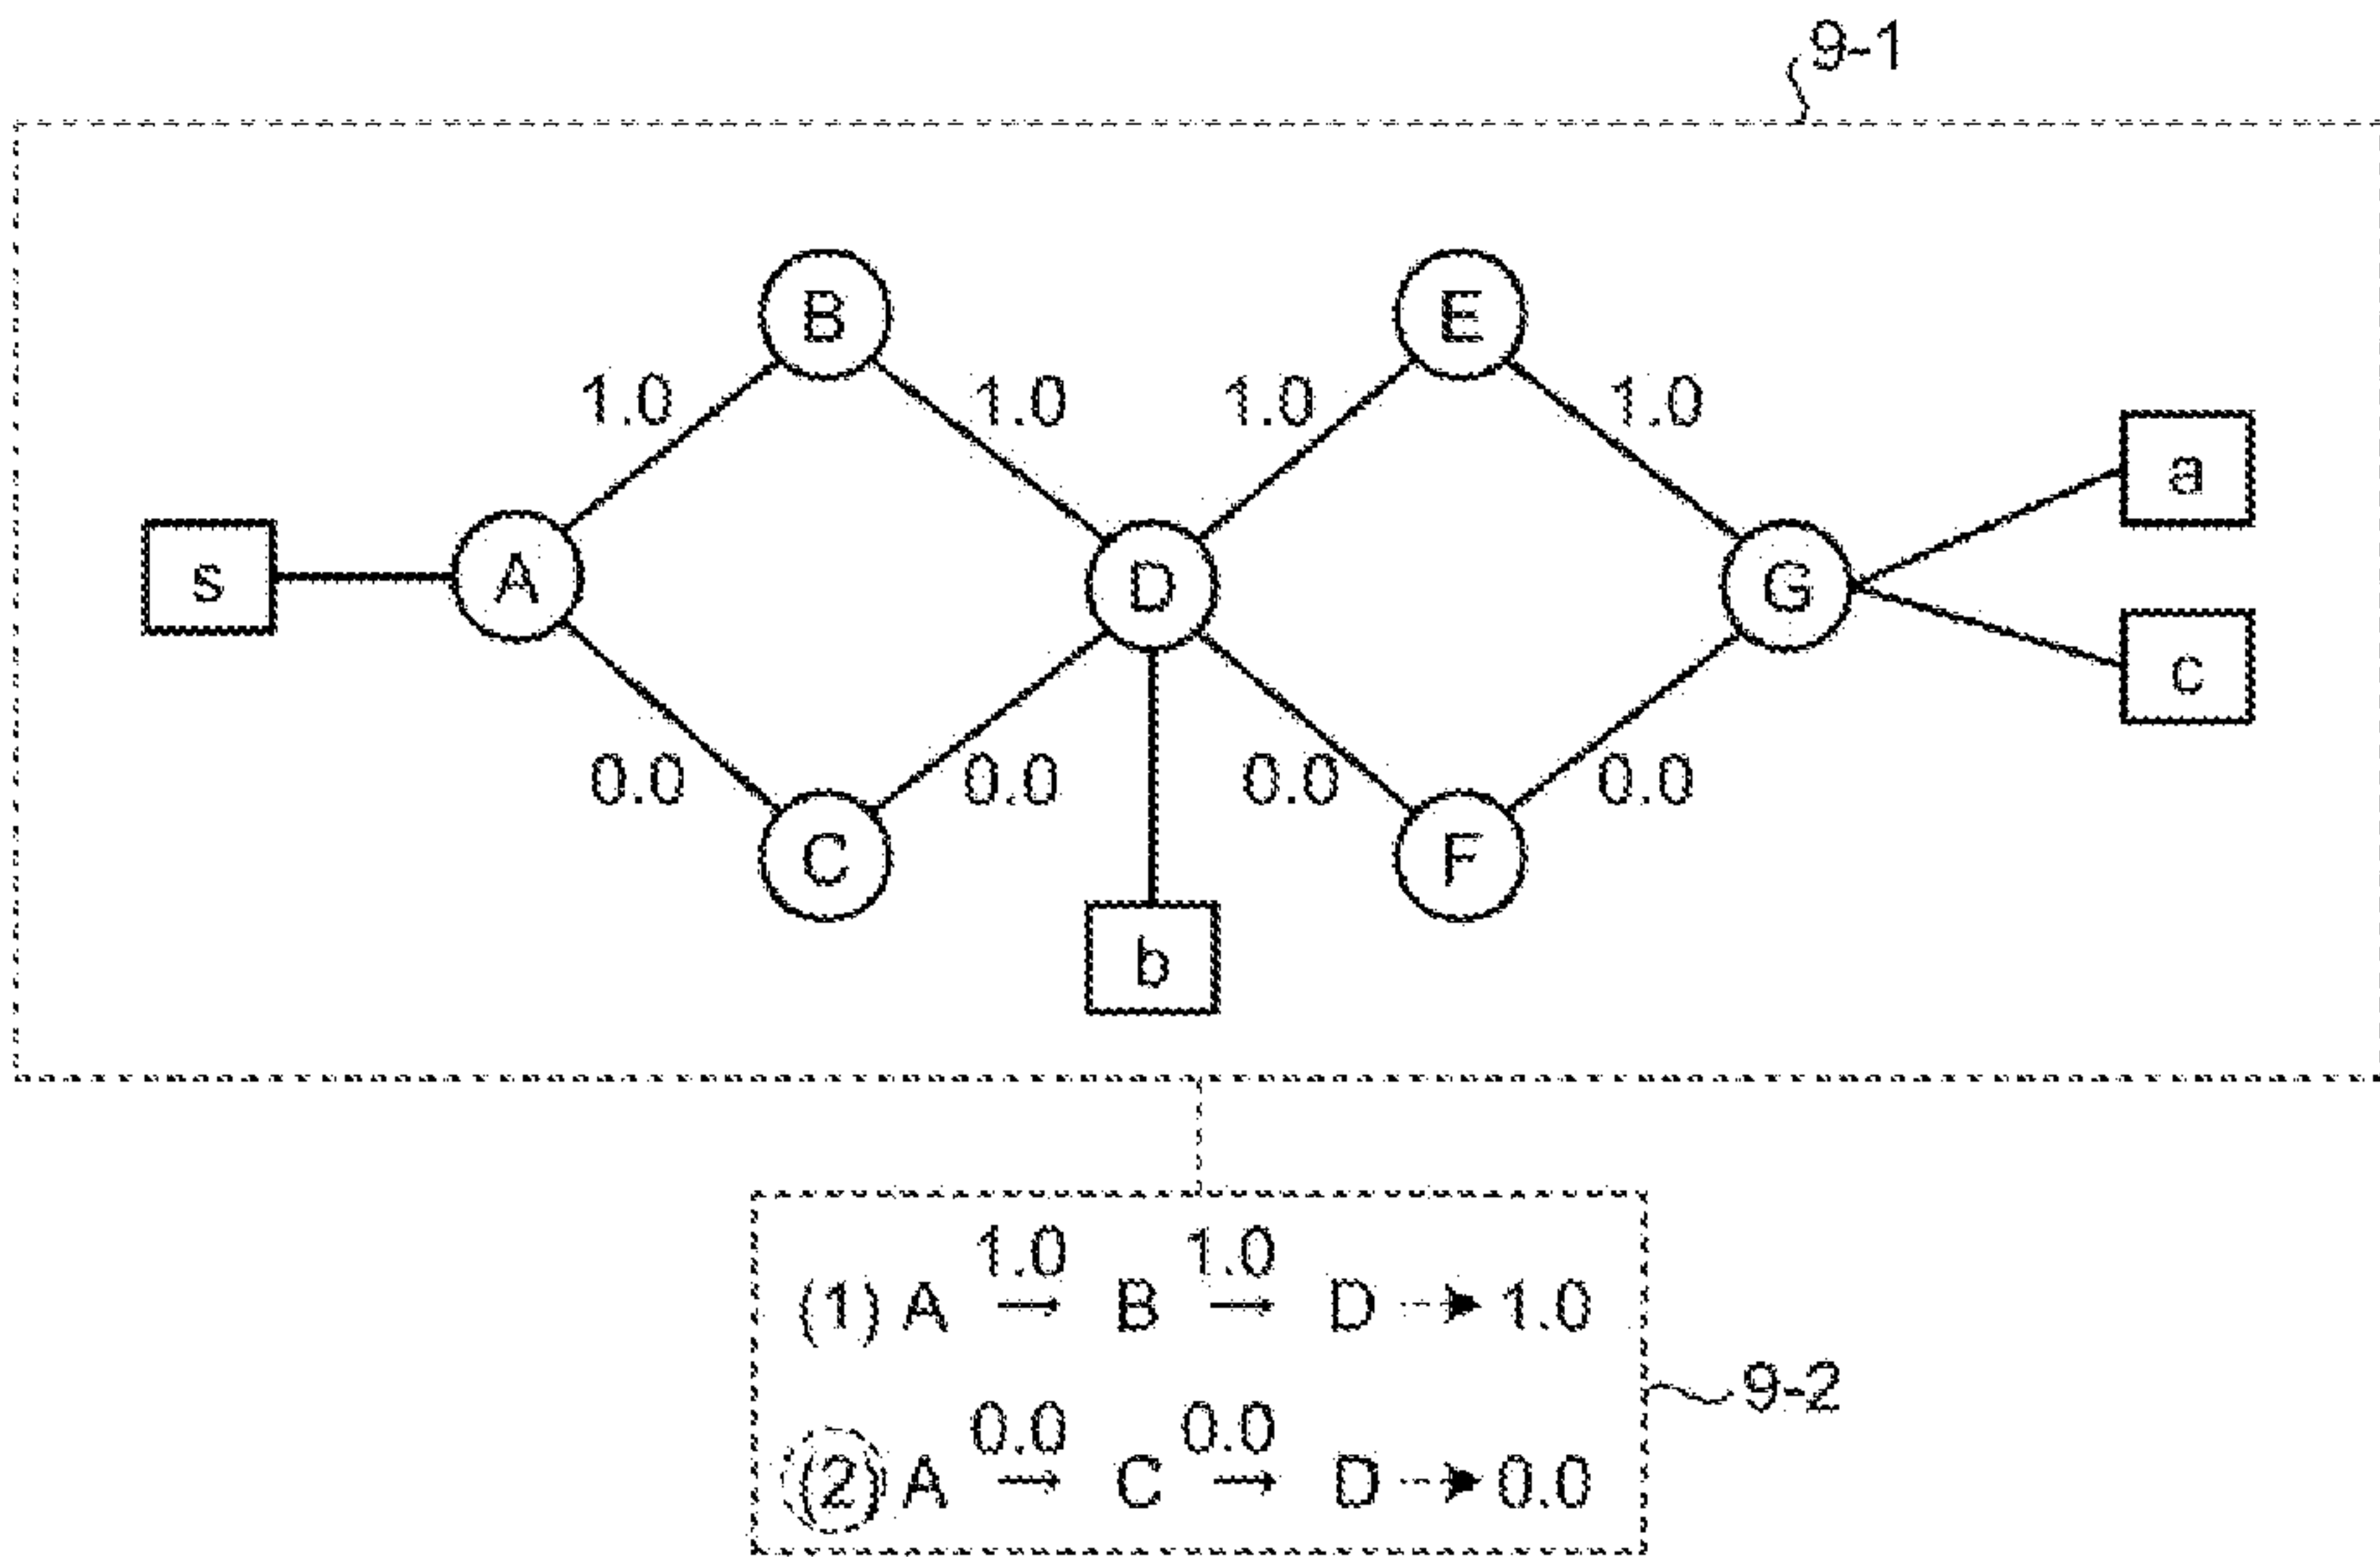 9-1
B
E
1.0 1.0 1.0 1.0
a
s
A
D
G
c
0.0 0.0 0.0 0.0
C
F
b
1.0 1.0
(1) A → B → D → 1.0
9-2
0.0 0.0
(2) A → C → D → 0.0